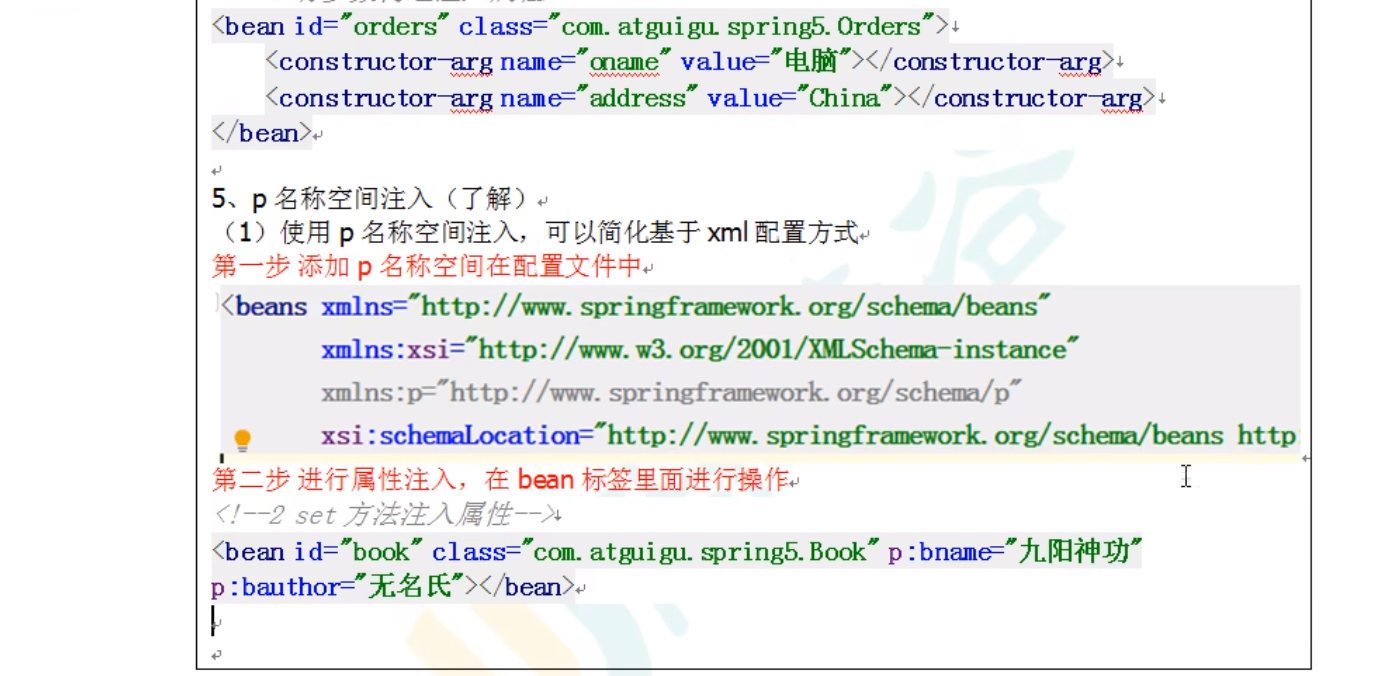 <bean id="orders" class="com.atguigu.spring5.Orders">
<constructor-arg name="oname" value="电脑"></constructor-arg>
<constructor-arg name="address" value="China"></constructor-arg>
</bean>
5、p 名称空间注入（了解）
（1）使用 p 名称空间注入，可以简化基于 xml 配置方式
第一步 添加 p 名称空间在配置文件中
<beans xmlns="http://www.springframework.org/schema/beans"
xmlns:xsi="http://www.w3.org/2001/XMLSchema-instance"
xmlns:p="http://www.springframework.org/schema/p"
xsi:schemaLocation="http://www.springframework.org/schema/beans http
第二步 进行属性注入，在 bean 标签里面进行操作
<!--2 set 方法注入属性-->
<bean id="book" class="com.atguigu.spring5.Book" p:bname="九阳神功"
p:bauthor="无名氏"></bean>